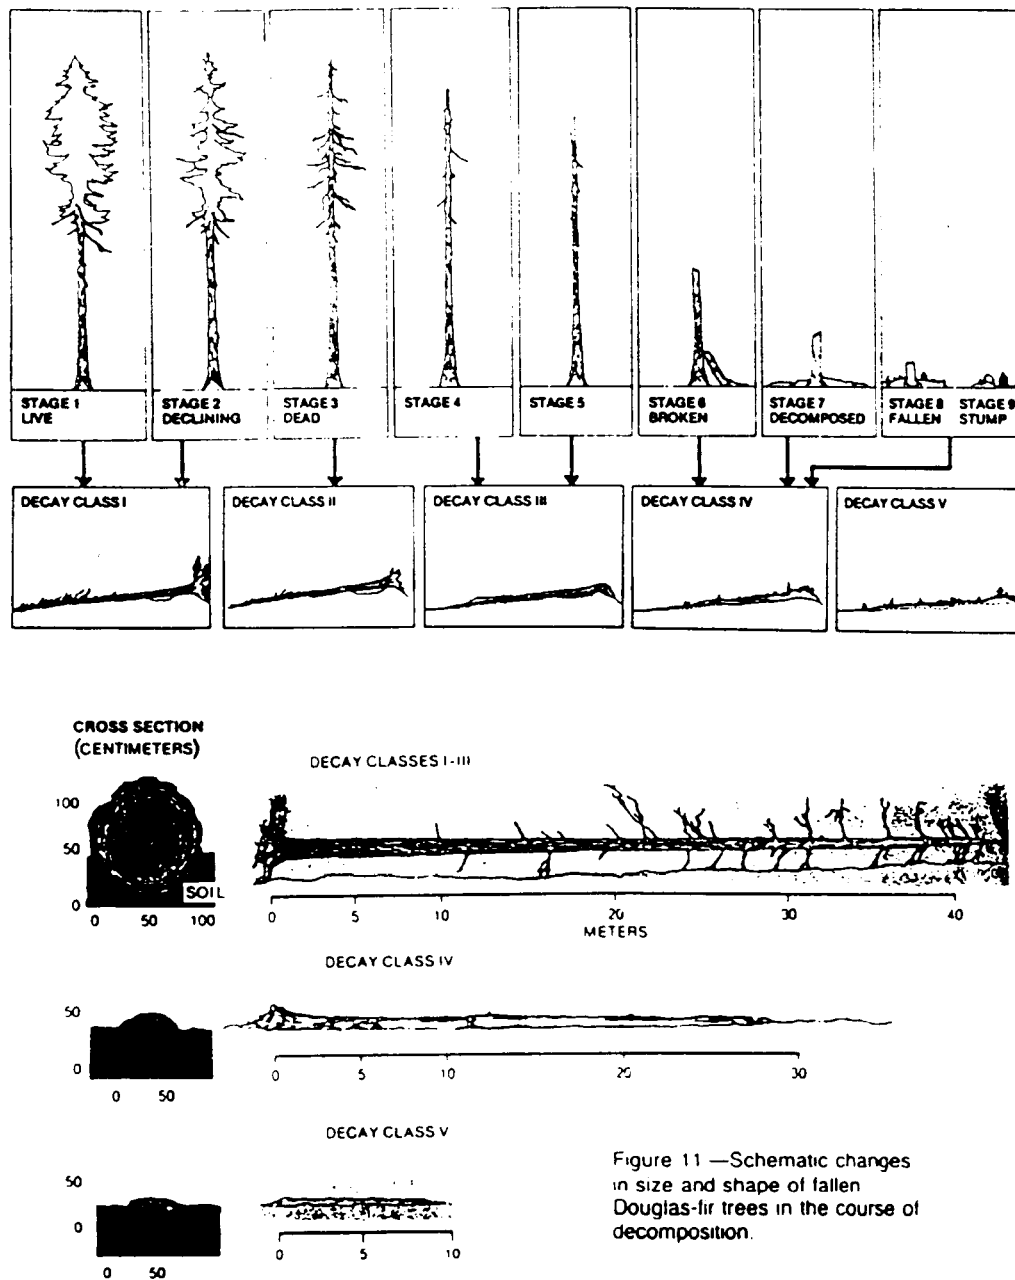 STAGE 1
LIVE
STAGE 2
DECLINING
STAGE 3
DEAD
STAGE 4
STAGE 5
STAGE 6
BROKEN
STAGE 7
DECOMPOSED
STAGE 8
FALLEN
STAGE 9
STUMP
DECAY CLASS I
DECAY CLASS II
DECAY CLASS III
DECAY CLASS IV
DECAY CLASS V
CROSS SECTION
(CENTIMETERS)
DECAY CLASSES I-III
100
50
0
SOIL
0 50 100
0 5 10 20 30 40
METERS
DECAY CLASS IV
50
0
0 50
0 5 10 20 30
DECAY CLASS V
50
0
0 50
0 5 10
Figure 11 —Schematic changes
in size and shape of fallen
Douglas-fir trees in the course of
decomposition.